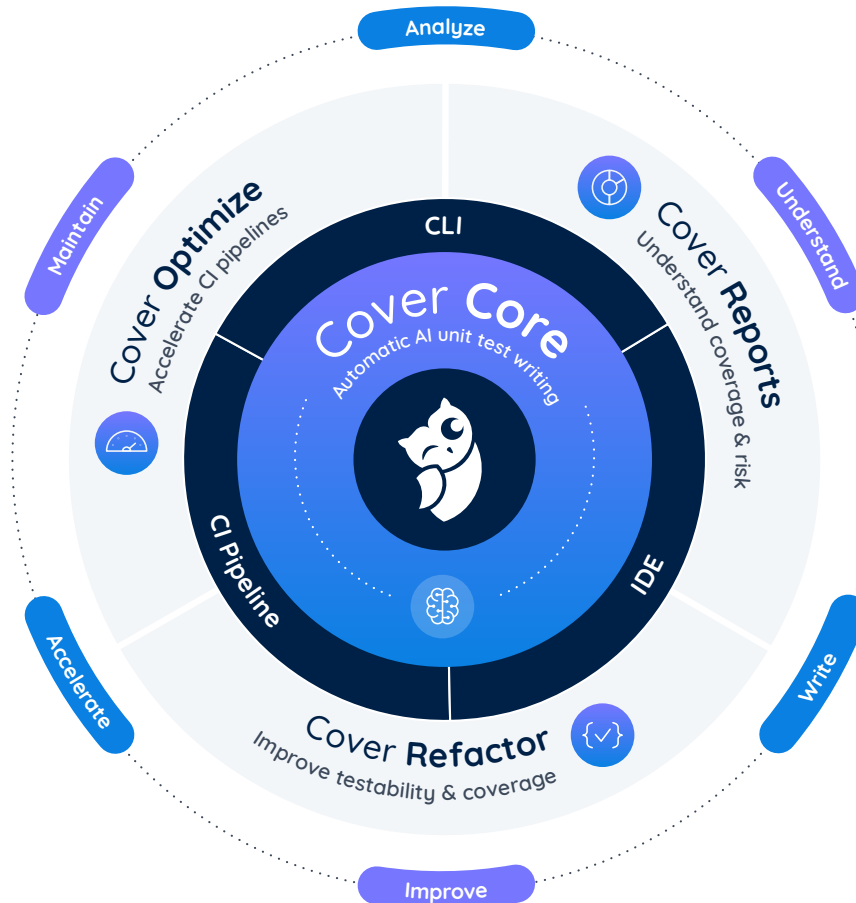 Analyze
Understand
Write
Improve
Accelerate
Maintain
Cover Optimize
Accelerate CI pipelines
Cover Reports
Understand coverage & risk
Cover Refactor
Improve testability & coverage
CLI
IDE
CI Pipeline
Cover Core
Automatic AI unit test writing